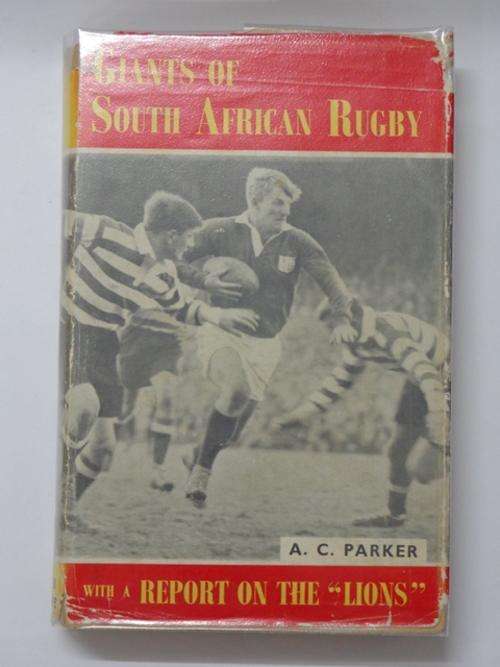 GIANTS OF
SOUTH AFRICAN RUGBY
A. C. PARKER
WITH A REPORT ON THE "LIONS"